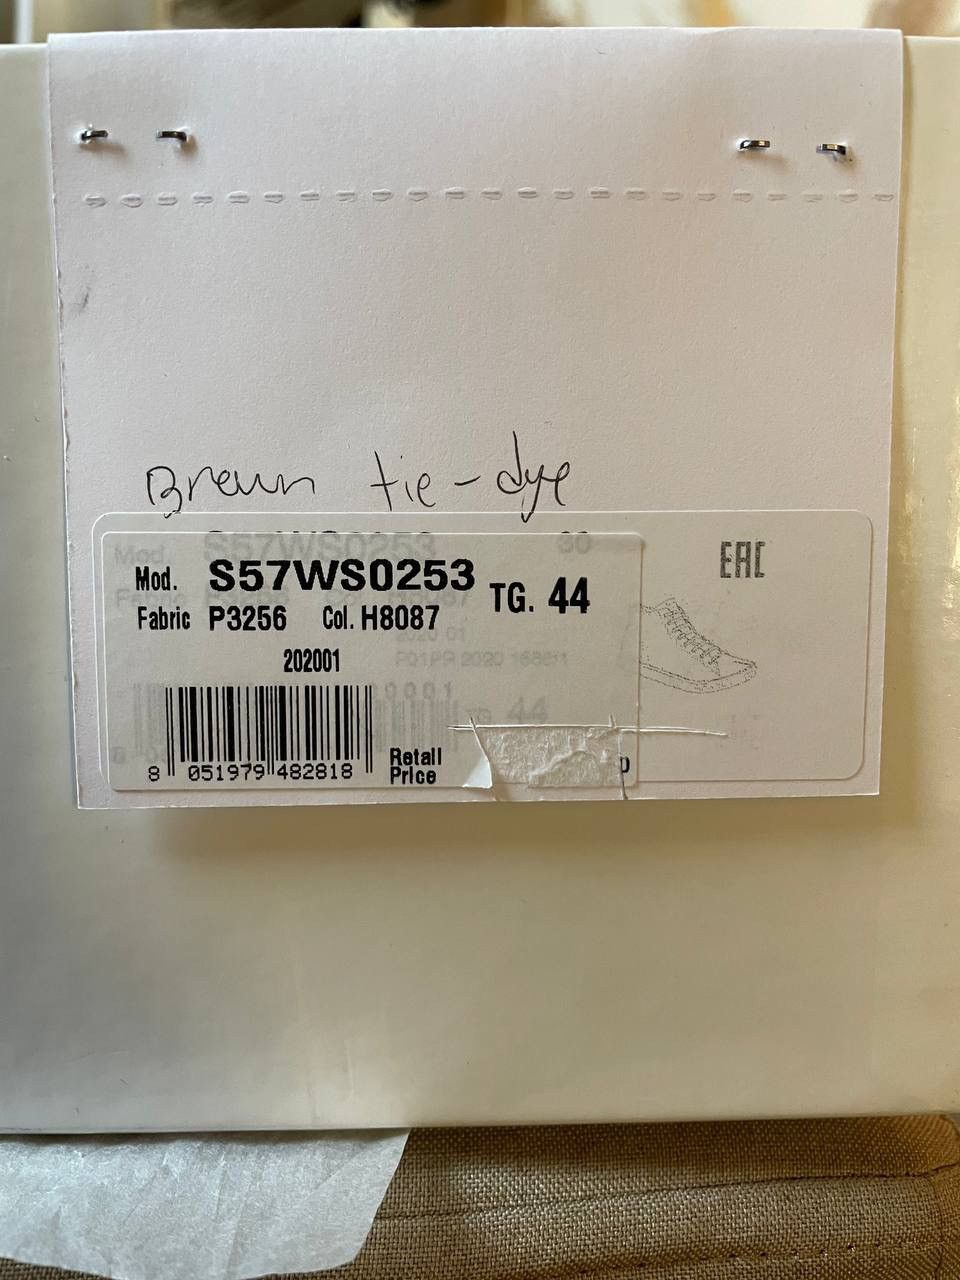 Brown tie-dye
Mod. S57WS0253 TG. 44
Fabric P3256 Col. H8087
202001
8 051979 482818
Retail
Price
EAC